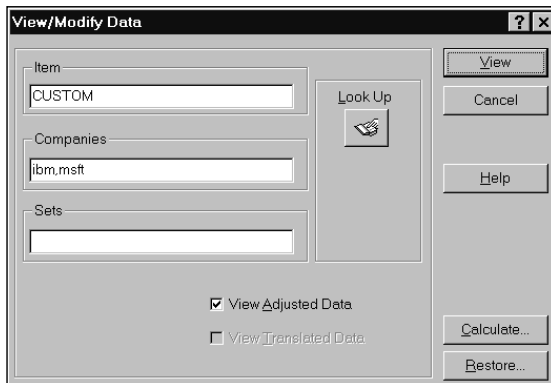 View/Modify Data
Item
CUSTOM
Companies
ibm,msft
Sets
Look Up
View
Cancel
Help
View Adjusted Data
View Translated Data
Calculate...
Restore...